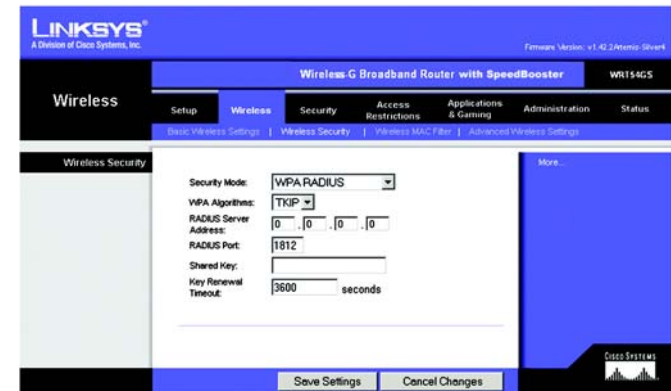 LINKSYS®
A Division of Cisco Systems, Inc.
Firmware Version: v1.42.2Artemis-Silver4
Wireless-G Broadband Router with SpeedBooster WRT54GS
Wireless
Setup Wireless Security Access Restrictions Applications & Gaming Administration Status
Basic Wireless Settings | Wireless Security | Wireless MAC Filter | Advanced Wireless Settings
Wireless Security
More...
Security Mode: WPA RADIUS
WPA Algorithms: TKIP
RADIUS Server Address: 0 . 0 . 0 . 0
RADIUS Port: 1812
Shared Key:
Key Renewal Timeout: 3600 seconds
Save Settings Cancel Changes
CISCO SYSTEMS